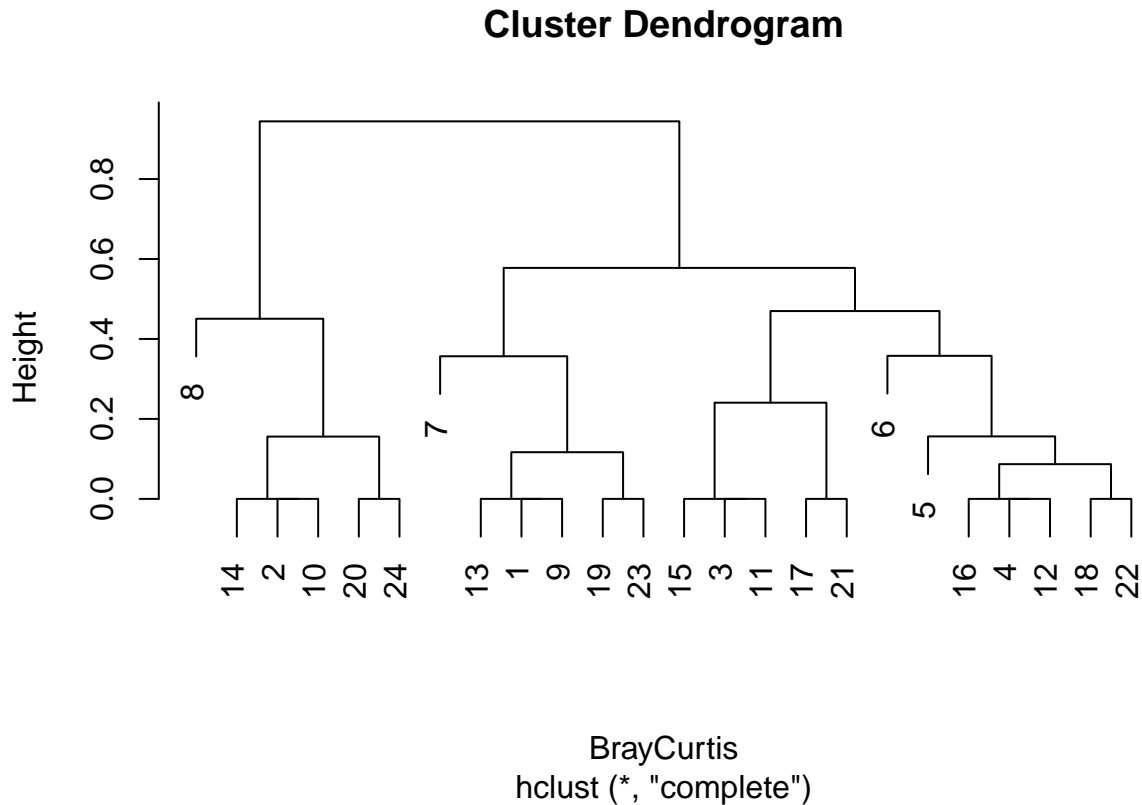 Cluster Dendrogram
Height
0.0 0.2 0.4 0.6 0.8
8
7
6
5
14 2 10 20 24 13 1 9 19 23 15 3 11 17 21 16 4 12 18 22
BrayCurtis
hclust (*, "complete")